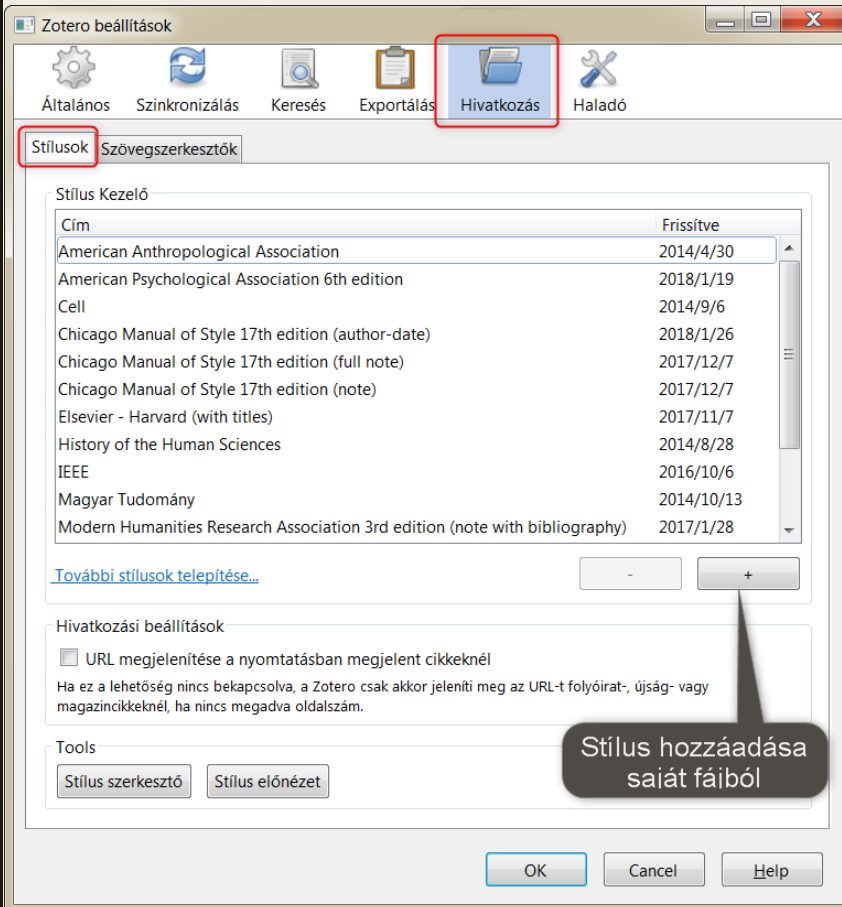 Zotero beállítások
Általános Szinkronizálás Keresés Exportálás Hivatkozás Haladó
Stílusok Szövegszerkesztők
Stílus Kezelő
Cím Frissítve
American Anthropological Association 2014/4/30
American Psychological Association 6th edition 2018/1/19
Cell 2014/9/6
Chicago Manual of Style 17th edition (author-date) 2018/1/26
Chicago Manual of Style 17th edition (full note) 2017/12/7
Chicago Manual of Style 17th edition (note) 2017/12/7
Elsevier - Harvard (with titles) 2017/11/7
History of the Human Sciences 2014/8/28
IEEE 2016/10/6
Magyar Tudomány 2014/10/13
Modern Humanities Research Association 3rd edition (note with bibliography) 2017/1/28
További stílusok telepítése... - +
Hivatkozási beállítások
URL megjelenítése a nyomtatásban megjelent cikkeknél
Ha ez a lehetőség nincs bekapcsolva, a Zotero csak akkor jeleníti meg az URL-t folyóirat-, újság- vagy
magazincikkeknél, ha nincs megadva oldalszám.
Tools
Stílus szerkesztő Stílus előnézet
Stílus hozzáadása
saját fájból
OK Cancel Help